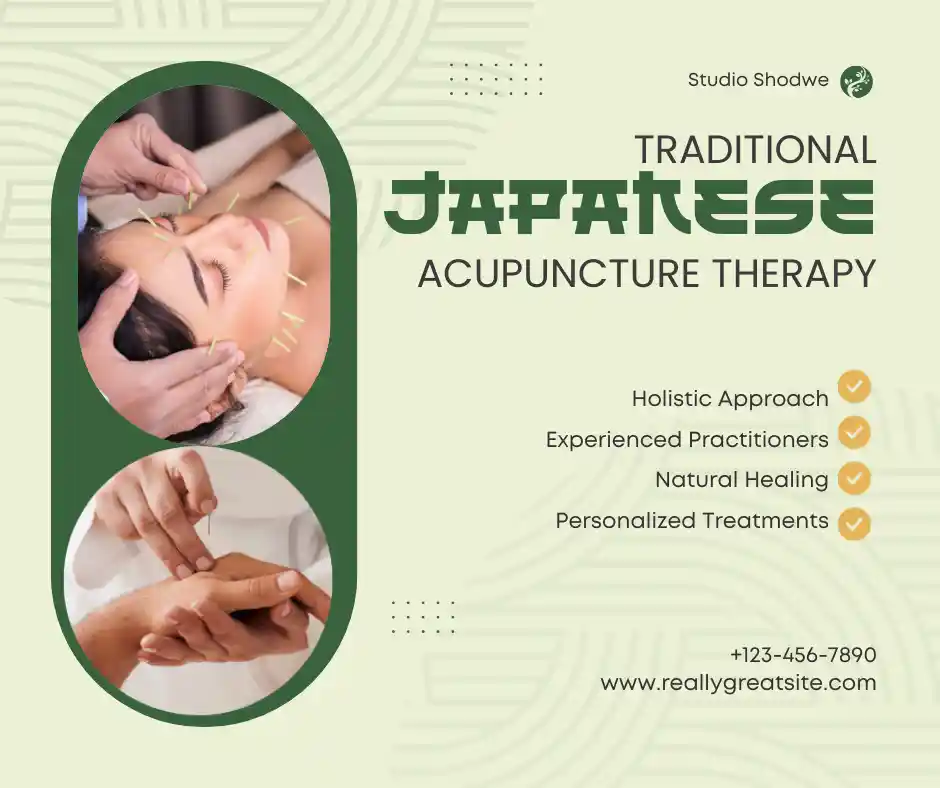 Studio Shodwe
TRADITIONAL
JAPANESE
ACUPUNCTURE THERAPY
Holistic Approach
Experienced Practitioners
Natural Healing
Personalized Treatments
+123-456-7890
www.reallygreatsite.com